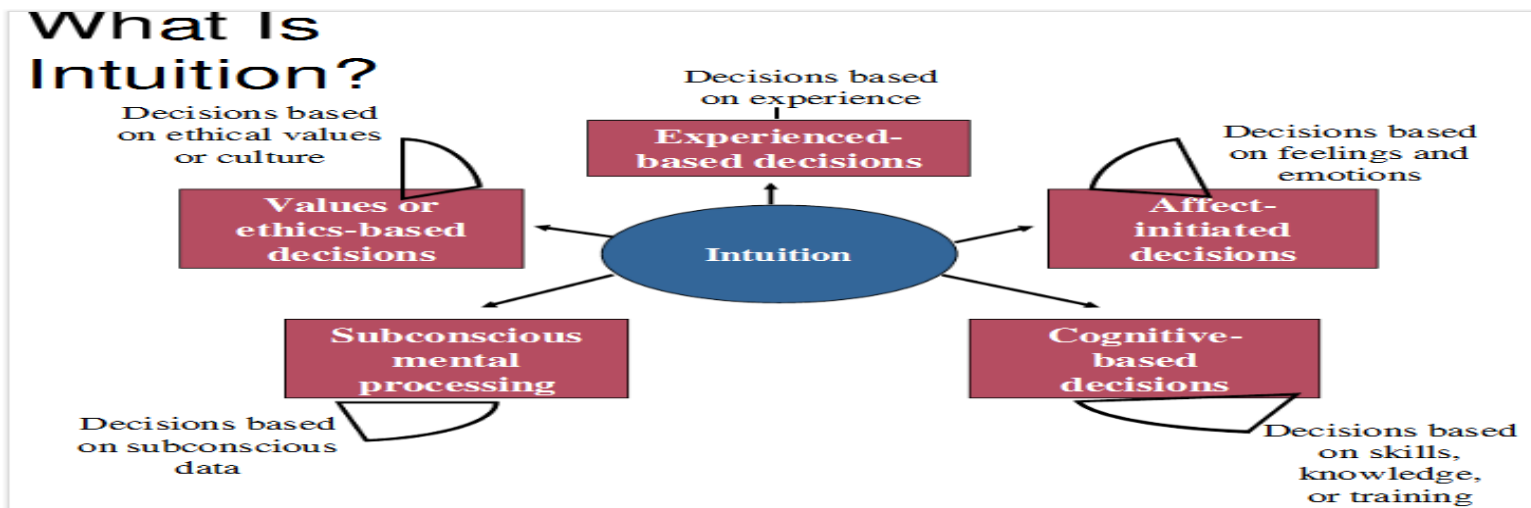 What Is
Intuition?
Decisions based
on experience
Decisions based
on ethical values
or culture
Experienced-
based decisions
Decisions based
on feelings and
emotions
Values or
ethics-based
decisions
Intuition
Affect-
initiated
decisions
Subconscious
mental
processing
Cognitive-
based
decisions
Decisions based
on subconscious
data
Decisions based
on skills,
knowledge,
or training